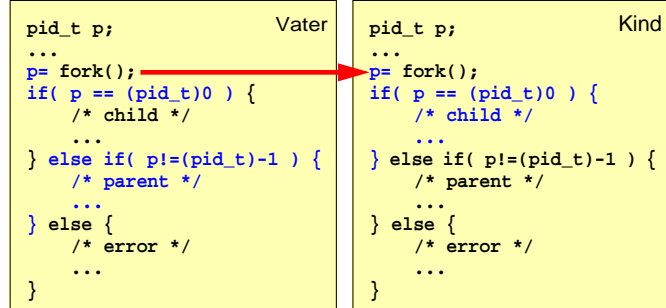 Vater
pid_t p;
...
p= fork();
if( p == (pid_t)0 ) {
/* child */
...
} else if( p!=(pid_t)-1 ) {
/* parent */
...
} else {
/* error */
...
}
Kind
pid_t p;
...
p= fork();
if( p == (pid_t)0 ) {
/* child */
...
} else if( p!=(pid_t)-1 ) {
/* parent */
...
} else {
/* error */
...
}